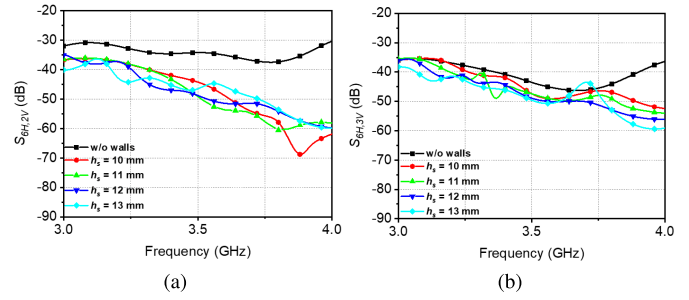 -20
-30
-40
-50
-60
-70
-80
-90
S6H,2V (dB)
w/o walls
hs = 10 mm
hs = 11 mm
hs = 12 mm
hs = 13 mm
3.0 3.5 4.0
Frequency (GHz)
(a)
-20
-30
-40
-50
-60
-70
-80
-90
S6H,3V (dB)
w/o walls
hs = 10 mm
hs = 11 mm
hs = 12 mm
hs = 13 mm
3.0 3.5 4.0
Frequency (GHz)
(b)